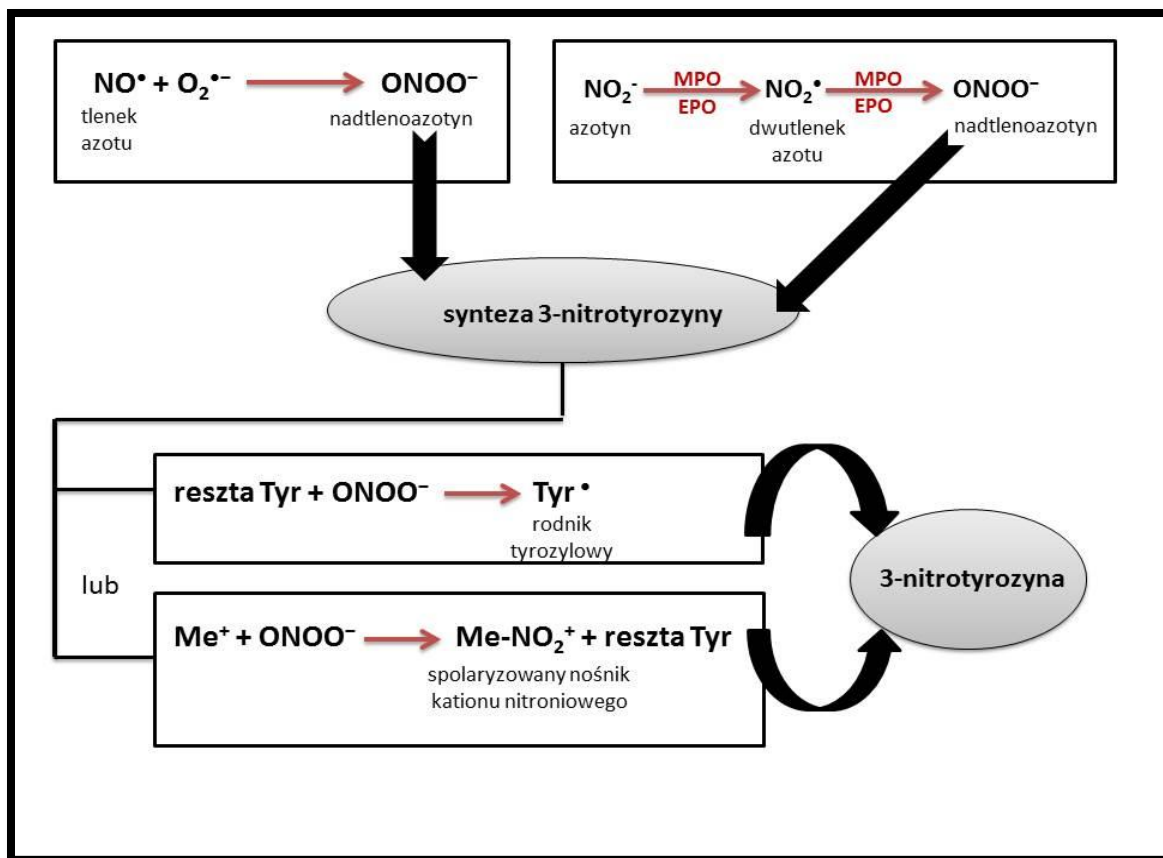 NO• + O₂•⁻ → ONOO⁻
tlenek
azotu
nadtlenoazotyn
NO₂⁻ MPO → NO₂• MPO → ONOO⁻
EPO EPO
azotyn
dwutlenek
azotu
nadtlenoazotyn
synteza 3-nitrotyrozyny
reszta Tyr + ONOO⁻ → Tyr •
rodnik
tyrozylowy
lub
3-nitrotyrozyna
Me⁺ + ONOO⁻ → Me-NO₂⁺ + reszta Tyr
spolaryzowany nośnik
kationu nitroniowego